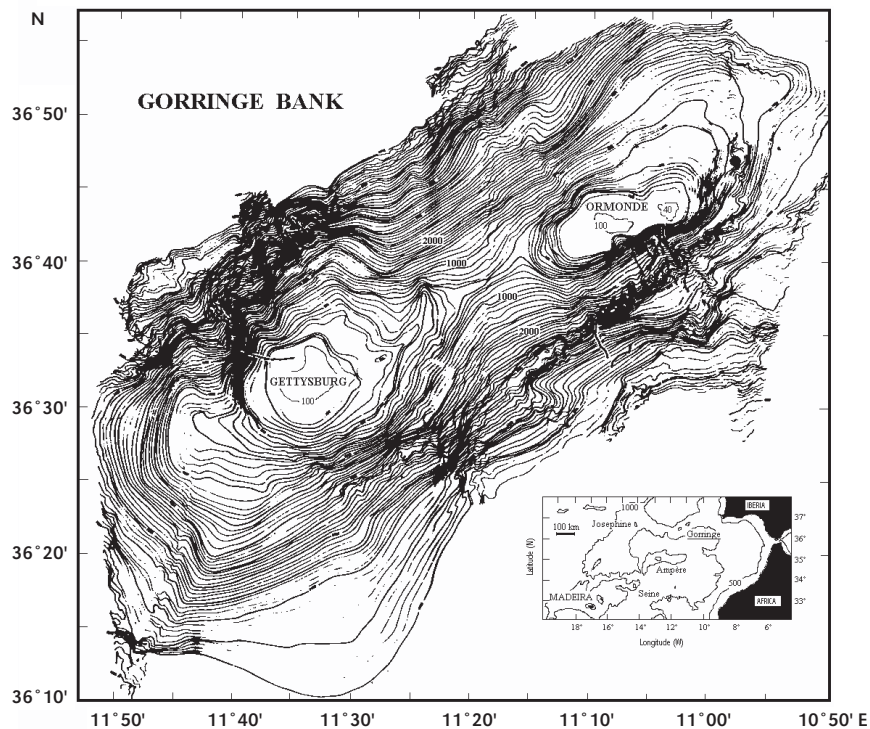 N
GORRINGE BANK
36°50'
36°40'
36°30'
36°20'
36°10'
ORMONDE
40
100
2000
1000
1000
2000
GETTYSBURG
100
1000
IBERIA
100 km
Josephine
Gorringe
Ampère
500
MADEIRA
Seine
AFRICA
37°
36°
35°
34°
33°
Latitude (N)
18° 16° 14° 12° 10° 8° 6°
Longitud (W)
11°50' 11°40' 11°30' 11°20' 11°10' 11°00' 10°50' E